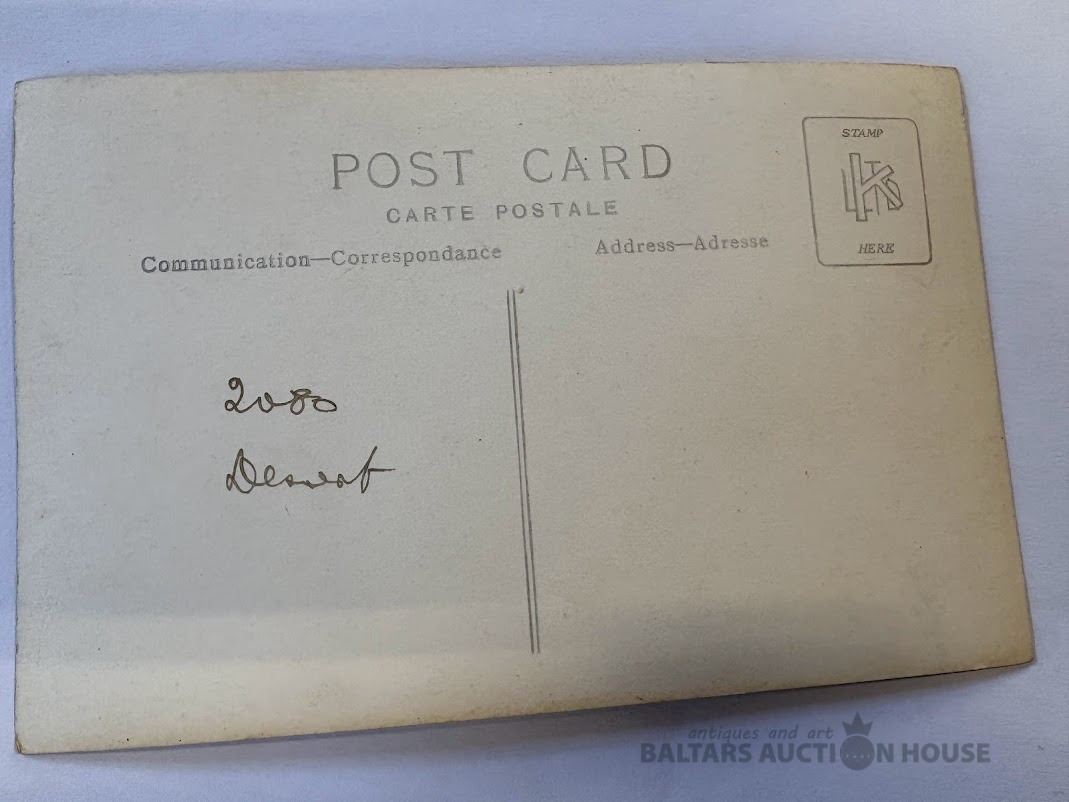 POST CARD
CARTE POSTALE
Communication—Correspondance
Address—Adresse
STAMP
HERE
2080
antiques and art
BALTARS AUCTION HOUSE